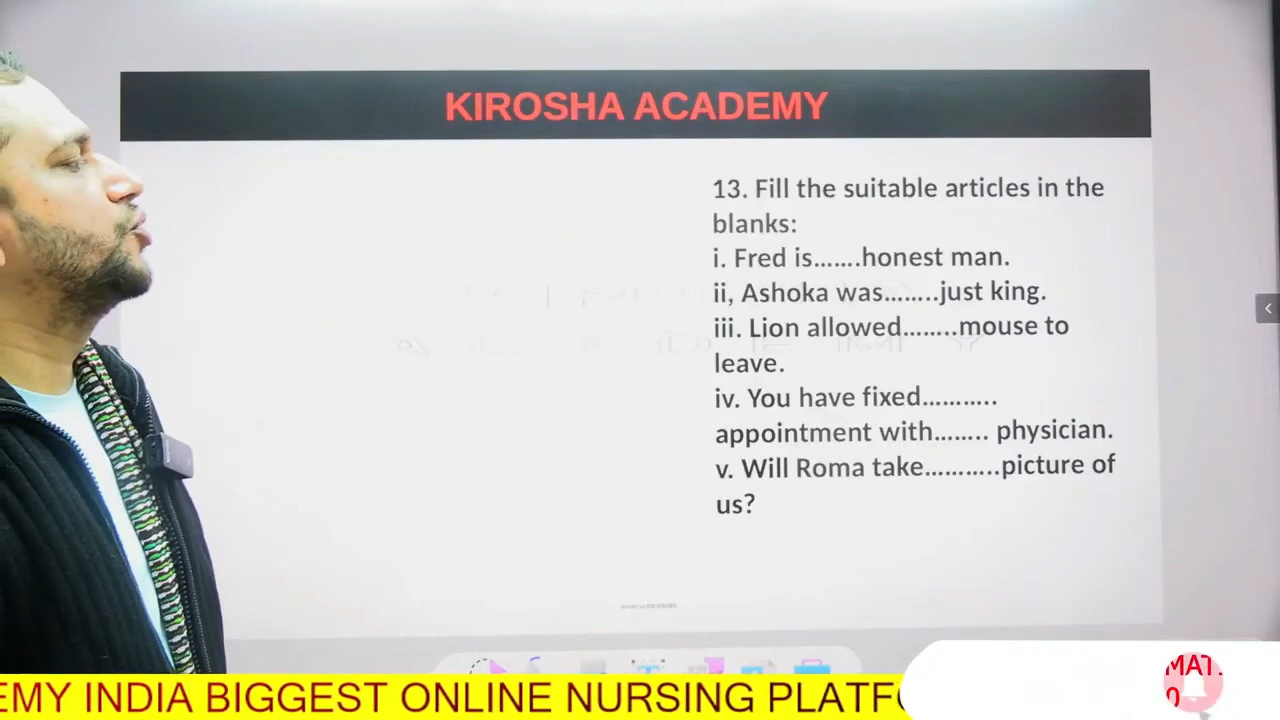 KIROSHA ACADEMY
13. Fill the suitable articles in the
blanks:
i. Fred is.......honest man.
ii, Ashoka was........just king.
iii. Lion allowed........mouse to
leave.
iv. You have fixed...........
appointment with........ physician.
v. Will Roma take...........picture of
us?
EMY INDIA BIGGEST ONLINE NURSING PLATFO
MAT.